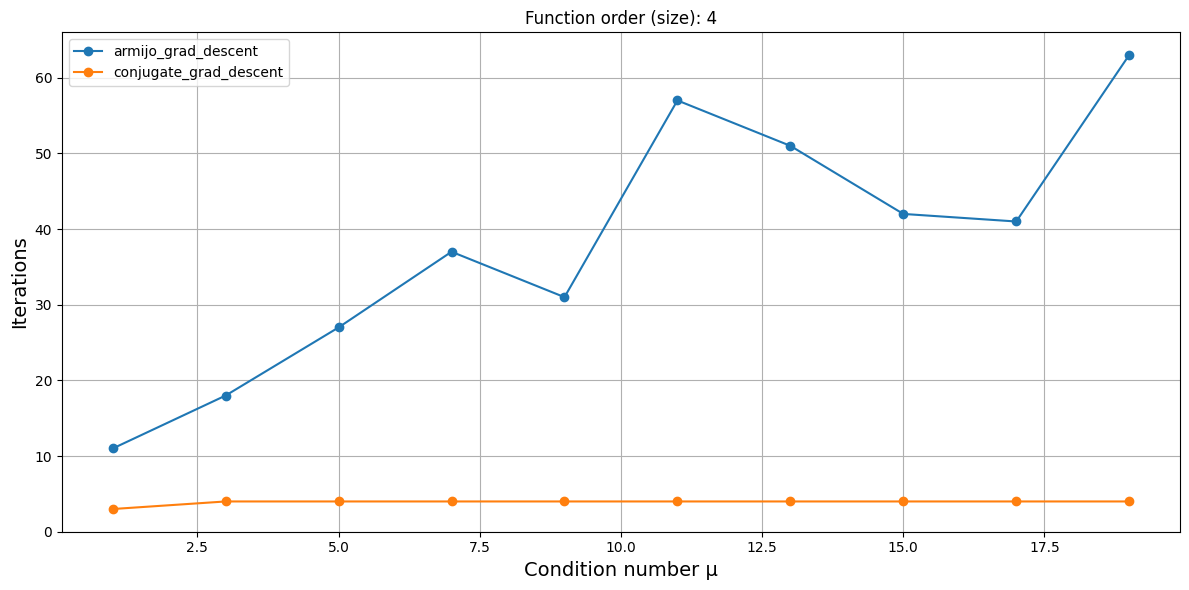 Function order (size): 4
armijo_grad_descent
conjugate_grad_descent
60
50
40
30
20
10
0
Iterations
2.5 5.0 7.5 10.0 12.5 15.0 17.5
Condition number μ